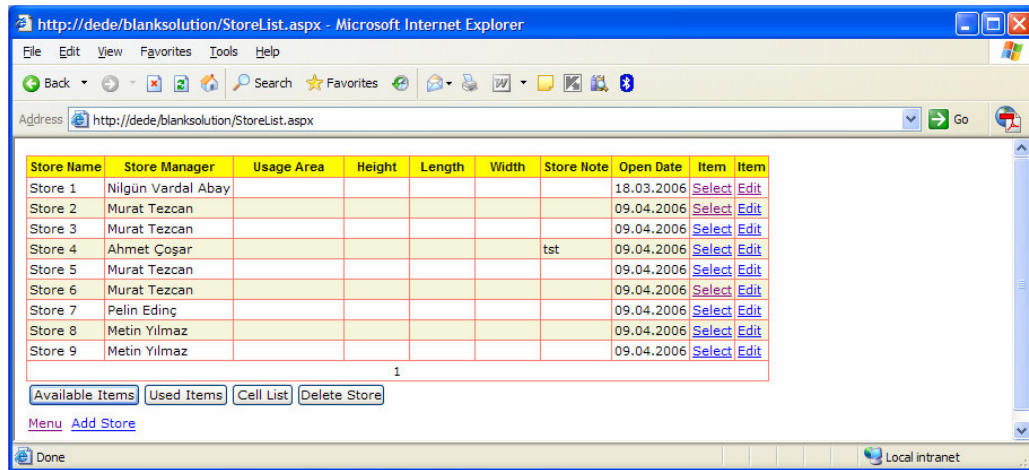 http://dede/blanksolution/StoreList.aspx - Microsoft Internet Explorer
File Edit View Favorites Tools Help
Back Search Favorites
Address http://dede/blanksolution/StoreList.aspx Go
Store Name Store Manager Usage Area Height Length Width Store Note Open Date Item Item
Store 1 Nilgün Vardal Abay 18.03.2006 Select Edit
Store 2 Murat Tezcan 09.04.2006 Select Edit
Store 3 Murat Tezcan 09.04.2006 Select Edit
Store 4 Ahmet Çoşar tst 09.04.2006 Select Edit
Store 5 Murat Tezcan 09.04.2006 Select Edit
Store 6 Murat Tezcan 09.04.2006 Select Edit
Store 7 Pelin Edinç 09.04.2006 Select Edit
Store 8 Metin Yılmaz 09.04.2006 Select Edit
Store 9 Metin Yılmaz 09.04.2006 Select Edit
1
Available Items Used Items Cell List Delete Store
Menu Add Store
Done Local intranet